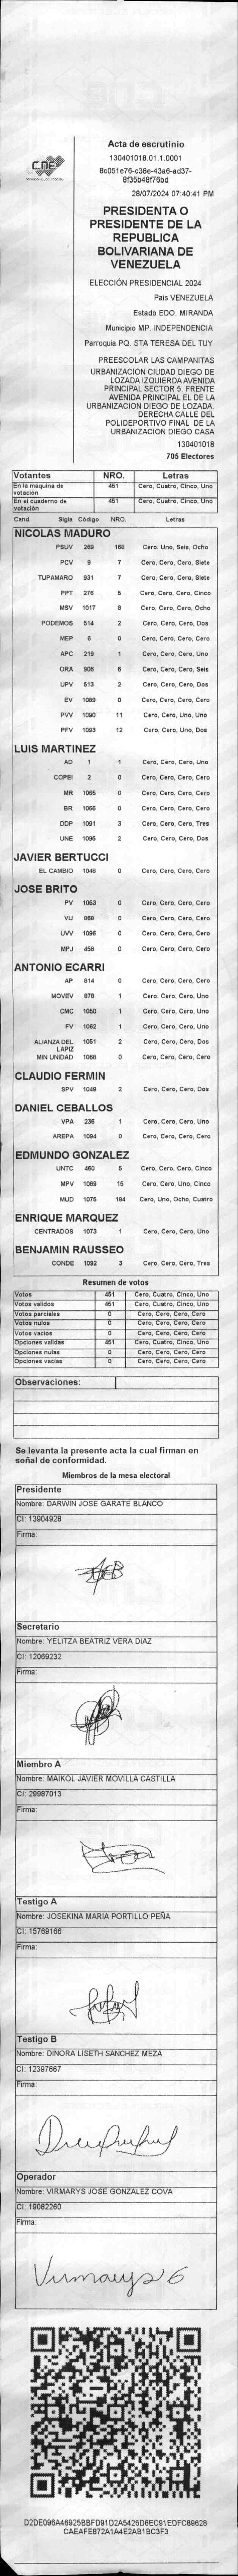 CNE
Acta de escrutinio
130401018.01.1.0001
8c051e76-c38e-43a6-ad37-
8f35b48f76bd
28/07/2024 07:40:41 PM
PRESIDENTA O
PRESIDENTE DE LA
REPUBLICA
BOLIVARIANA DE
VENEZUELA
ELECCIÓN PRESIDENCIAL 2024
País VENEZUELA
Estado EDO. MIRANDA
Municipio MP. INDEPENDENCIA
Parroquia PQ. STA TERESA DEL TUY
PREESCOLAR LAS CAMPANITAS
URBANIZACION CIUDAD DIEGO DE
LOZADA IZQUIERDA AVENIDA
PRINCIPAL SECTOR 5. FRENTE
AVENIDA PRINCIPAL EL DE LA
URBANIZACION DIEGO DE LOZADA.
DERECHA CALLE DEL
POLIDEPORTIVO FINAL DE LA
URBANIZACION DIEGO CASA
130401018
705 Electores
Votantes NRO. Letras
En la máquina de votación 451 Cero, Cuatro, Cinco, Uno
En el cuaderno de votación 451 Cero, Cuatro, Cinco, Uno
Cand. Sigla Código NRO. Letras
NICOLAS MADURO
PSUV 269 168 Cero, Uno, Seis, Ocho
PCV 9 7 Cero, Cero, Cero, Siete
TUPAMARO 931 7 Cero, Cero, Cero, Siete
PPT 276 5 Cero, Cero, Cero, Cinco
MSV 1017 8 Cero, Cero, Cero, Ocho
PODEMOS 514 2 Cero, Cero, Cero, Dos
MEP 6 0 Cero, Cero, Cero, Cero
APC 219 1 Cero, Cero, Cero, Uno
ORA 906 6 Cero, Cero, Cero, Seis
UPV 513 2 Cero, Cero, Cero, Dos
EV 1089 0 Cero, Cero, Cero, Cero
PVV 1090 11 Cero, Cero, Uno, Uno
PFV 1093 12 Cero, Cero, Uno, Dos
LUIS MARTINEZ
AD 1 1 Cero, Cero, Cero, Uno
COPEI 2 0 Cero, Cero, Cero, Cero
MR 1065 0 Cero, Cero, Cero, Cero
BR 1066 0 Cero, Cero, Cero, Cero
DDP 1091 3 Cero, Cero, Cero, Tres
UNE 1095 2 Cero, Cero, Cero, Dos
JAVIER BERTUCCI
EL CAMBIO 1048 0 Cero, Cero, Cero, Cero
JOSE BRITO
PV 1053 0 Cero, Cero, Cero, Cero
VU 868 0 Cero, Cero, Cero, Cero
UVV 1096 0 Cero, Cero, Cero, Cero
MPJ 458 0 Cero, Cero, Cero, Cero
ANTONIO ECARRI
AP 814 0 Cero, Cero, Cero, Cero
MOVEV 876 1 Cero, Cero, Cero, Uno
CMC 1050 1 Cero, Cero, Cero, Uno
FV 1062 1 Cero, Cero, Cero, Uno
ALIANZA DEL LAPIZ 1051 2 Cero, Cero, Cero, Dos
MIN UNIDAD 1068 0 Cero, Cero, Cero, Cero
CLAUDIO FERMIN
SPV 1049 2 Cero, Cero, Cero, Dos
DANIEL CEBALLOS
VPA 236 1 Cero, Cero, Cero, Uno
AREPA 1094 0 Cero, Cero, Cero, Cero
EDMUNDO GONZALEZ
UNTC 460 5 Cero, Cero, Cero, Cinco
MPV 1069 15 Cero, Cero, Uno, Cinco
MUD 1075 184 Cero, Uno, Ocho, Cuatro
ENRIQUE MARQUEZ
CENTRADOS 1073 1 Cero, Cero, Cero, Uno
BENJAMIN RAUSSEO
CONDE 1092 3 Cero, Cero, Cero, Tres
Resumen de votos
Votos 451 Cero, Cuatro, Cinco, Uno
Votos validos 451 Cero, Cuatro, Cinco, Uno
Votos parciales 0 Cero, Cero, Cero, Cero
Votos nulos 0 Cero, Cero, Cero, Cero
Votos vacíos 0 Cero, Cero, Cero, Cero
Opciones validas 451 Cero, Cuatro, Cinco, Uno
Opciones nulas 0 Cero, Cero, Cero, Cero
Opciones vacias 0 Cero, Cero, Cero, Cero
Observaciones:
Se levanta la presente acta la cual firman en
señal de conformidad.
Miembros de la mesa electoral
Presidente
Nombre: DARWIN JOSE GARATE BLANCO
CI: 13904928
Firma:
Secretario
Nombre: YELITZA BEATRIZ VERA DIAZ
CI: 12069232
Firma:
Miembro A
Nombre: MAIKOL JAVIER MOVILLA CASTILLA
CI: 29987013
Firma:
Testigo A
Nombre: JOSEKINA MARIA PORTILLO PEÑA
CI: 15769166
Firma:
Testigo B
Nombre: DINORA LISETH SANCHEZ MEZA
CI: 12397667
Firma:
Operador
Nombre: VIRMARYS JOSE GONZALEZ COVA
CI: 19082260
Firma:
Virmarys G
D2DE096A46925BBFD91D2A5426D6EC91EDFC89628
CAEAFE872A1A4E2AB1BC3F3